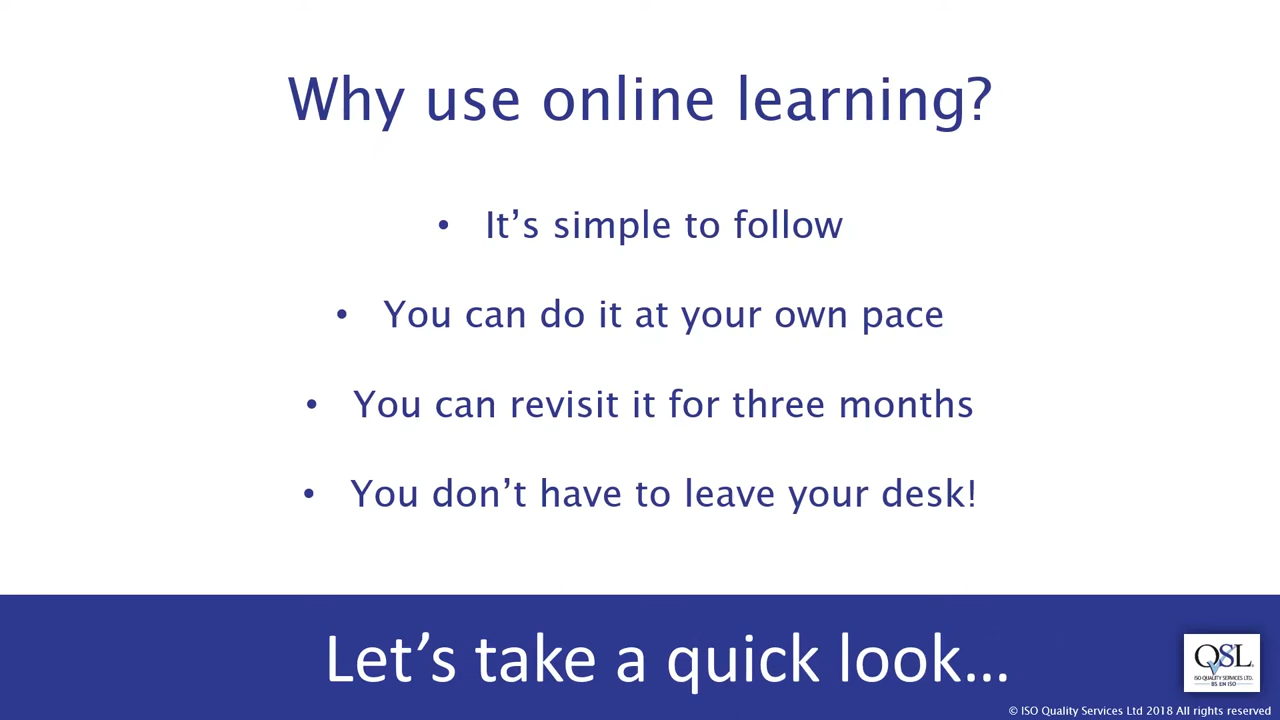 Why use online learning?
• It’s simple to follow
• You can do it at your own pace
• You can revisit it for three months
• You don’t have to leave your desk!
Let’s take a quick look...
QSL
ISO QUALITY SERVICES LTD.
BS EN ISO
© ISO Quality Services Ltd 2018 All rights reserved